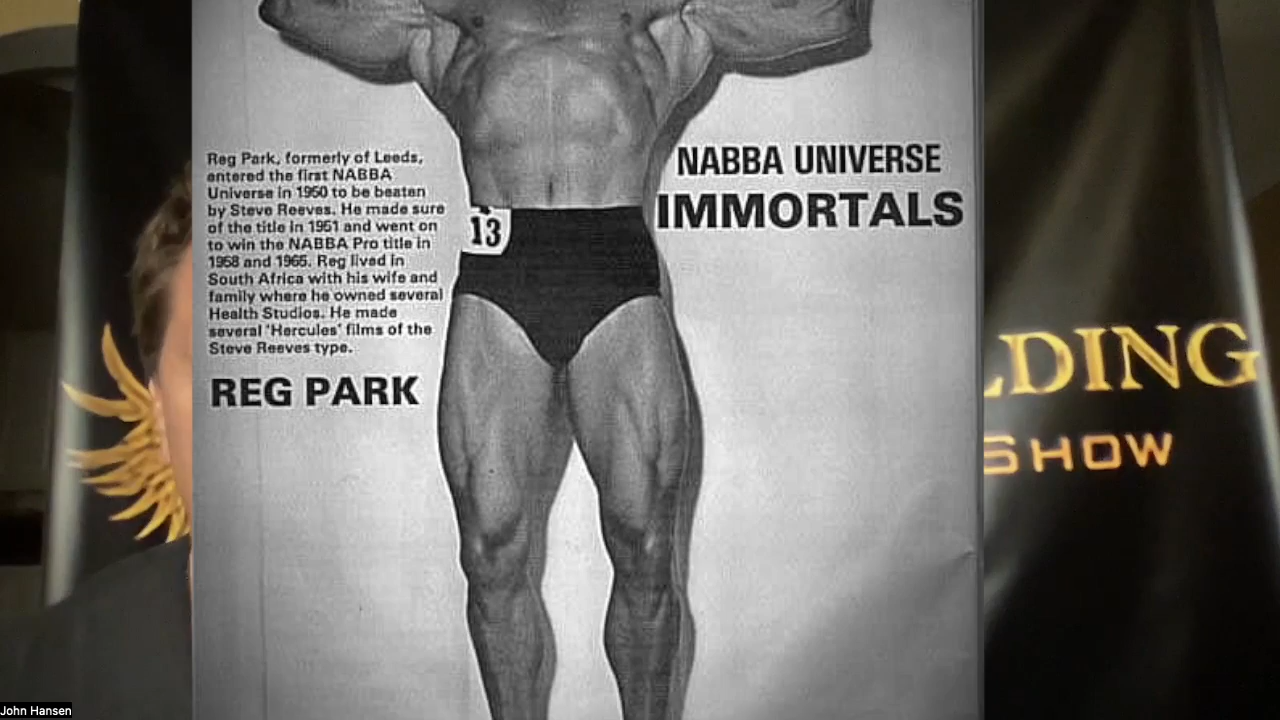 Reg Park, formerly of Leeds,
entered the first NABBA
Universe in 1950 to be beaten
by Steve Reeves. He made sure
of the title in 1951 and went on
to win the NABBA Pro title in
1958 and 1965. Reg lived in
South Africa with his wife and
family where he owned several
Health Studios. He made
several 'Hercules' films of the
Steve Reeves type.
REG PARK
13
NABBA UNIVERSE
IMMORTALS
LDING
SHOW
John Hansen